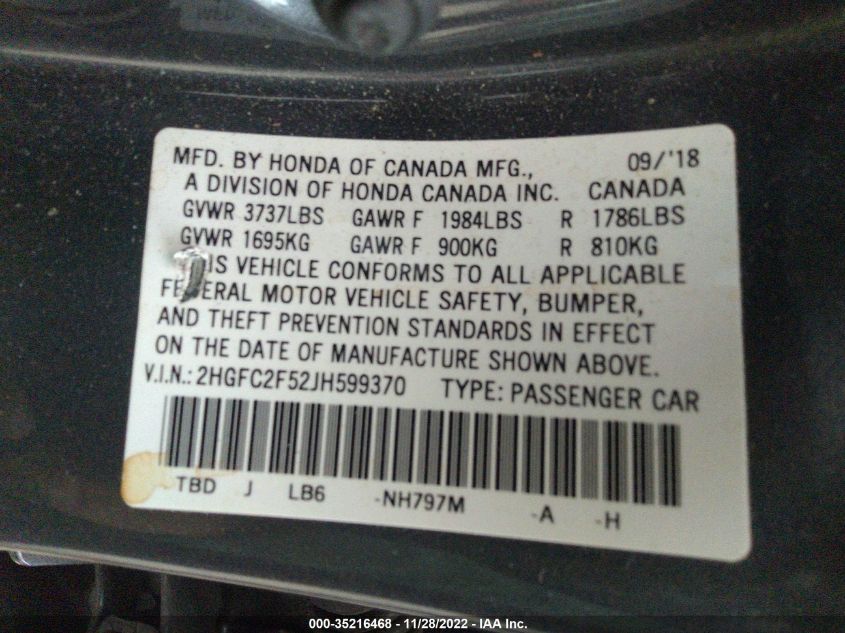 MFD. BY HONDA OF CANADA MFG., 09/'18
A DIVISION OF HONDA CANADA INC. CANADA
GVWR 3737LBS GAWR F 1984LBS R 1786LBS
GVWR 1695KG GAWR F 900KG R 810KG
THIS VEHICLE CONFORMS TO ALL APPLICABLE
FEDERAL MOTOR VEHICLE SAFETY, BUMPER,
AND THEFT PREVENTION STANDARDS IN EFFECT
ON THE DATE OF MANUFACTURE SHOWN ABOVE.
V.I.N.: 2HGFC2F52JH599370 TYPE: PASSENGER CAR
TBD J LB6 -NH797M -A -H
000-35216468 - 11/28/2022 - IAA Inc.